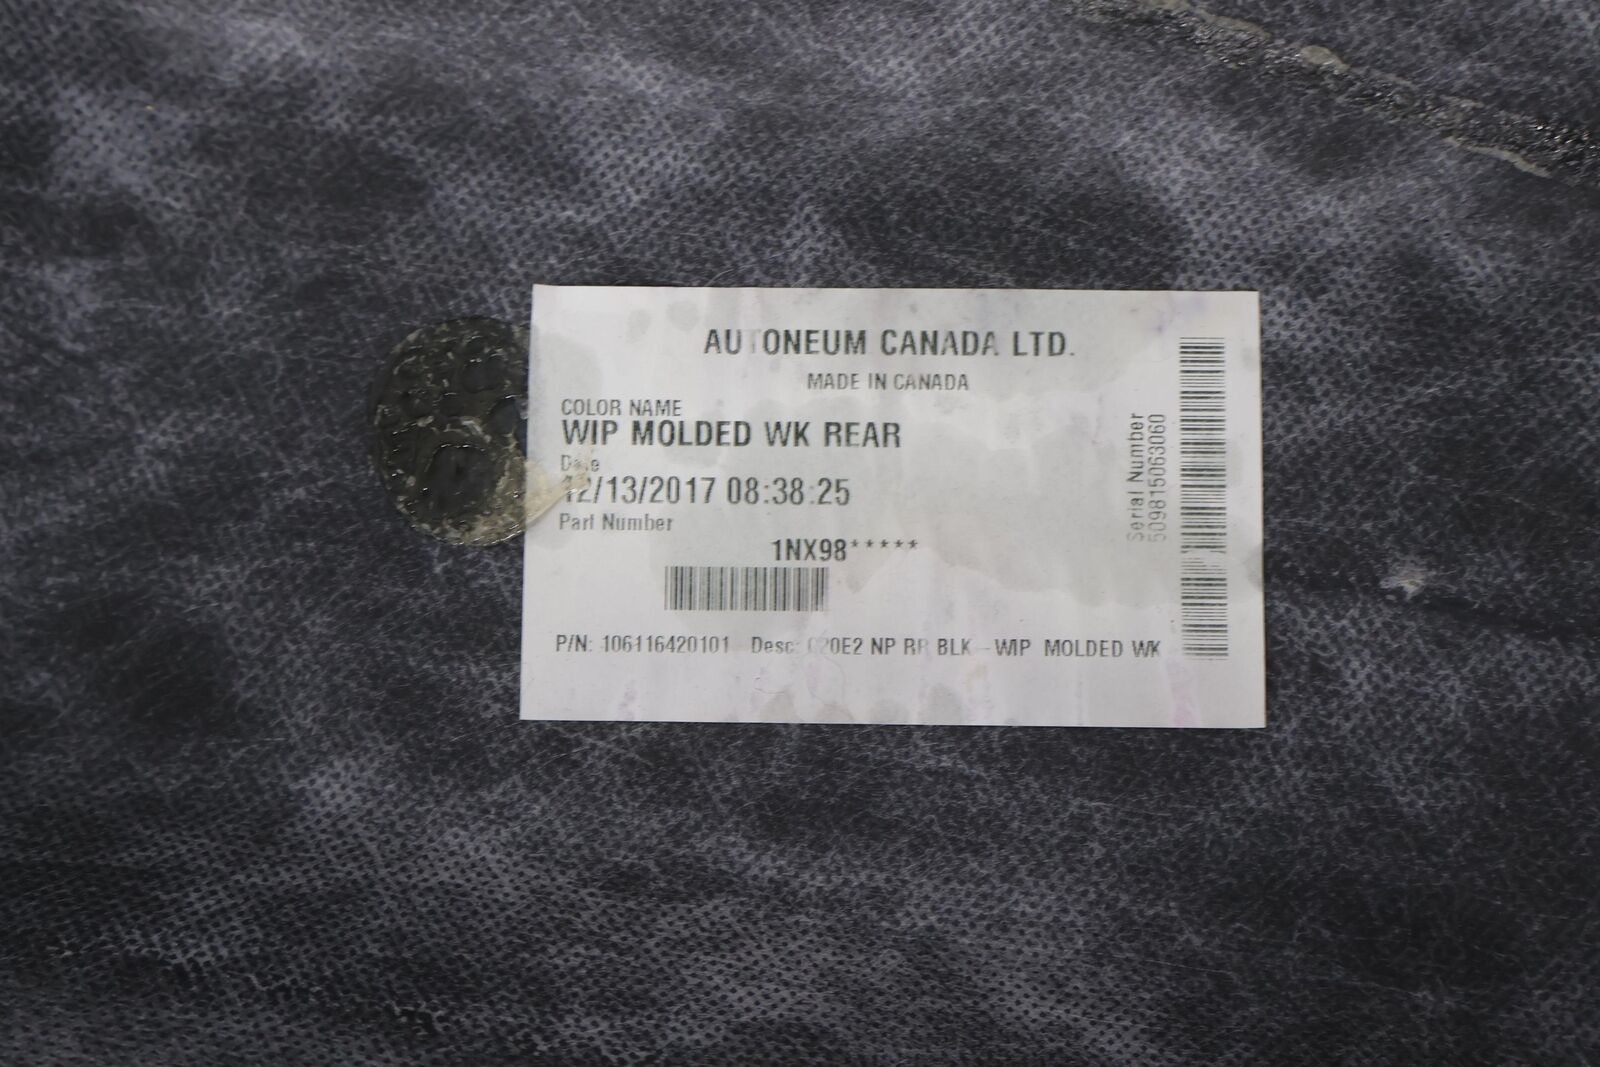 AUTONEUM CANADA LTD.
MADE IN CANADA
COLOR NAME
WIP MOLDED WK REAR
Date
12/13/2017 08:38:25
Part Number
1NX98*****
P/N: 106116420101 Desc: NP RR BLK - WIP MOLDED WK
Serial Number
509815063060